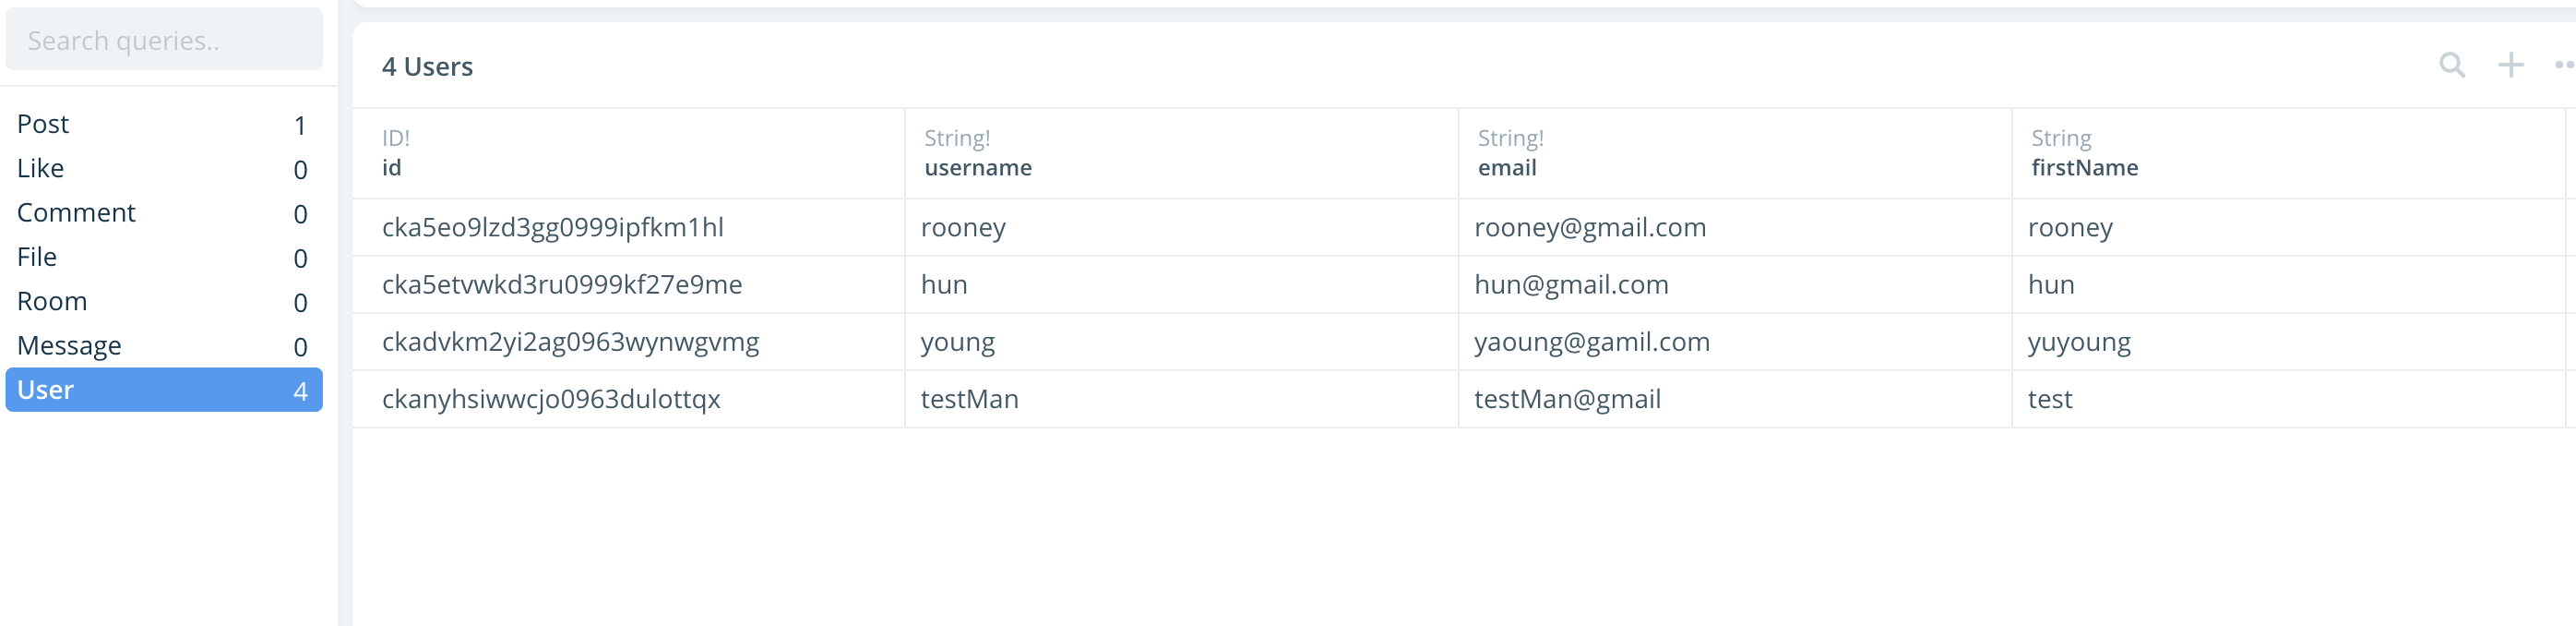 Search queries..
Post 1
Like 0
Comment 0
File 0
Room 0
Message 0
User 4
4 Users
ID! String! String! String
id username email firstName
cka5eo9lzd3gg0999ipfkm1hl rooney rooney@gmail.com rooney
cka5etvwkd3ru0999kf27e9me hun hun@gmail.com hun
ckadvkm2yi2ag0963wynwgvmg young yaoung@gamil.com yuyoung
ckanyhsiwwcjo0963dulottqx testMan testMan@gmail test